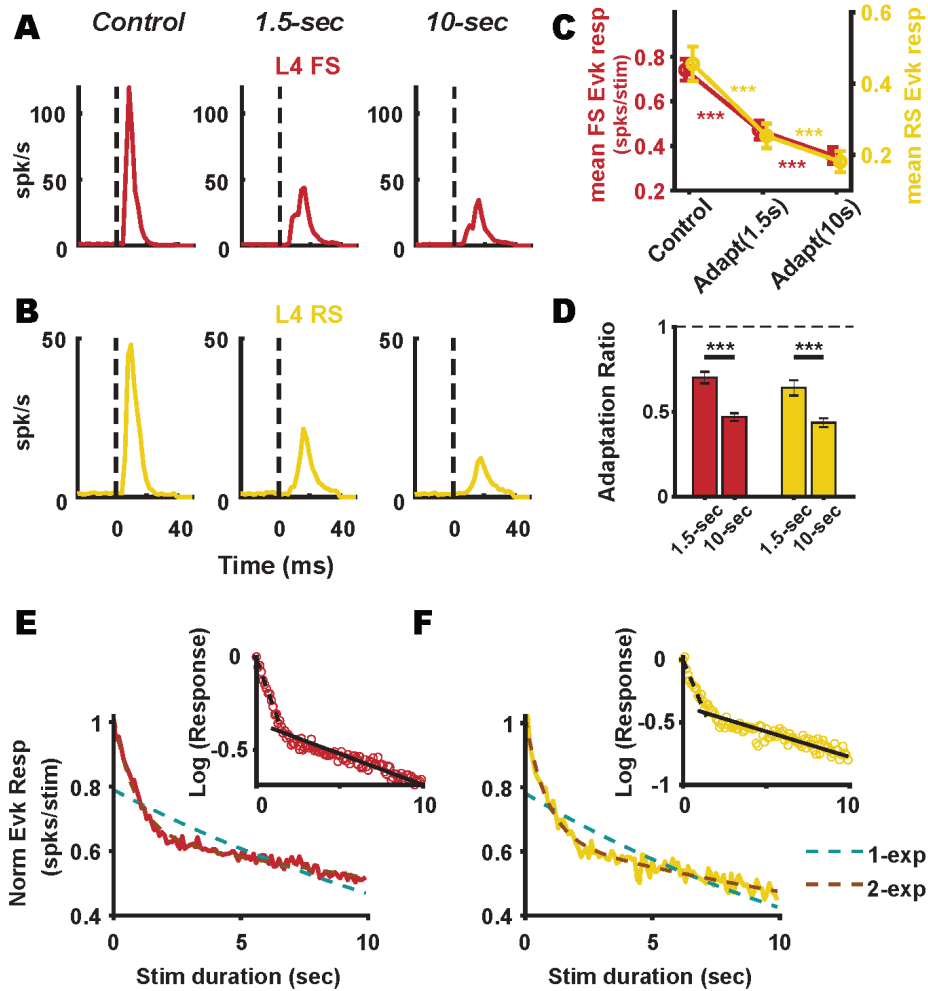 A
Control
1.5-sec
10-sec
L4 FS
spk/s
100
50
0
0
0
B
L4 RS
spk/s
50
0
0
0
0
40
0
40
0
40
Time (ms)
C
mean FS Evk resp
(spks/stim)
0.8
0.6
0.4
0.2
***
***
***
***
0.6
0.4
0.2
mean RS Evk resp
Control
Adapt(1.5s)
Adapt(10s)
D
Adaptation Ratio
1
0.5
0
***
***
1.5-sec
10-sec
1.5-sec
10-sec
E
Norm Evk Resp
(spks/stim)
1
0.8
0.6
0.4
0
5
10
Stim duration (sec)
Log (Response)
0
-0.5
0
10
F
1
0.8
0.6
0.4
0
5
10
Stim duration (sec)
Log (Response)
0
-0.5
-1
0
10
1-exp
2-exp